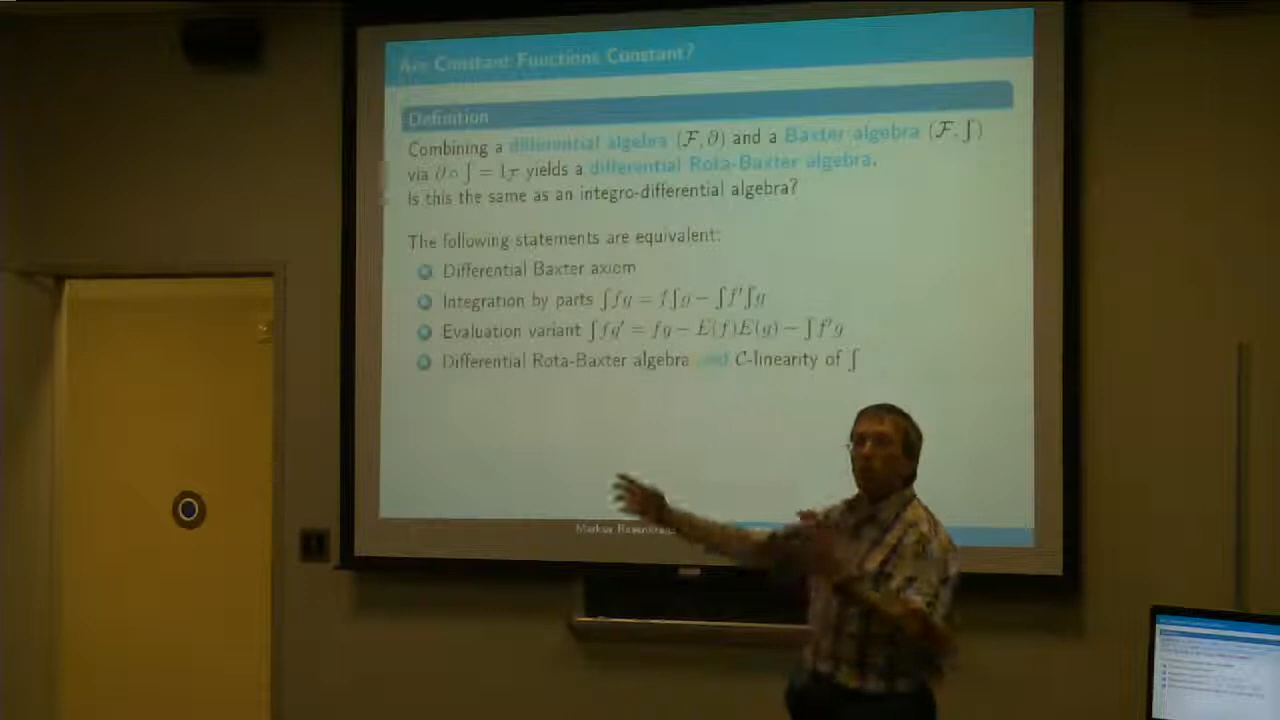 Are Constant Functions Constant?
Definition
Combining a differential algebra (ℱ, ∂) and a Baxter algebra (ℱ, ∫)
via ∂ ∘ ∫ = 1_ℱ yields a differential Rota-Baxter algebra.
Is this the same as an integro-differential algebra?
The following statements are equivalent:
Differential Baxter axiom
Integration by parts ∫fg = f∫g − ∫f′∫g
Evaluation variant ∫fg′ = fg − E(f)E(g) − ∫f′g
Differential Rota-Baxter algebra and 𝒞-linearity of ∫
Markus